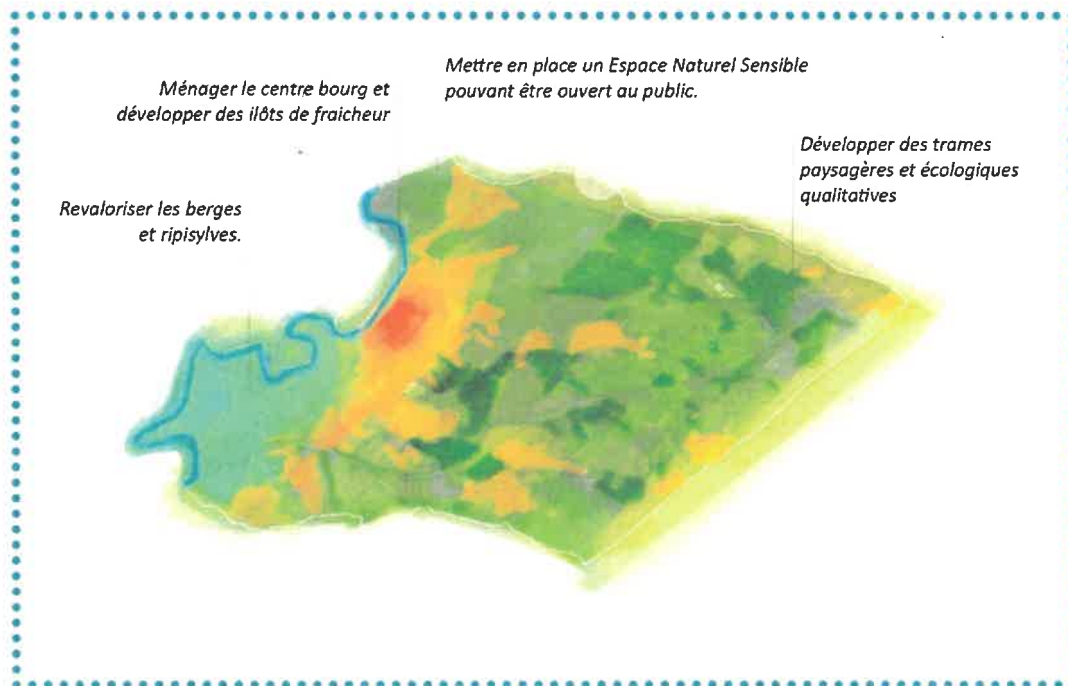 Mettre en place un Espace Naturel Sensible
pouvant être ouvert au public.
Ménager le centre bourg et
développer des ilôts de fraicheur
Développer des trames
paysagères et écologiques
qualitatives
Revaloriser les berges
et ripisylves.